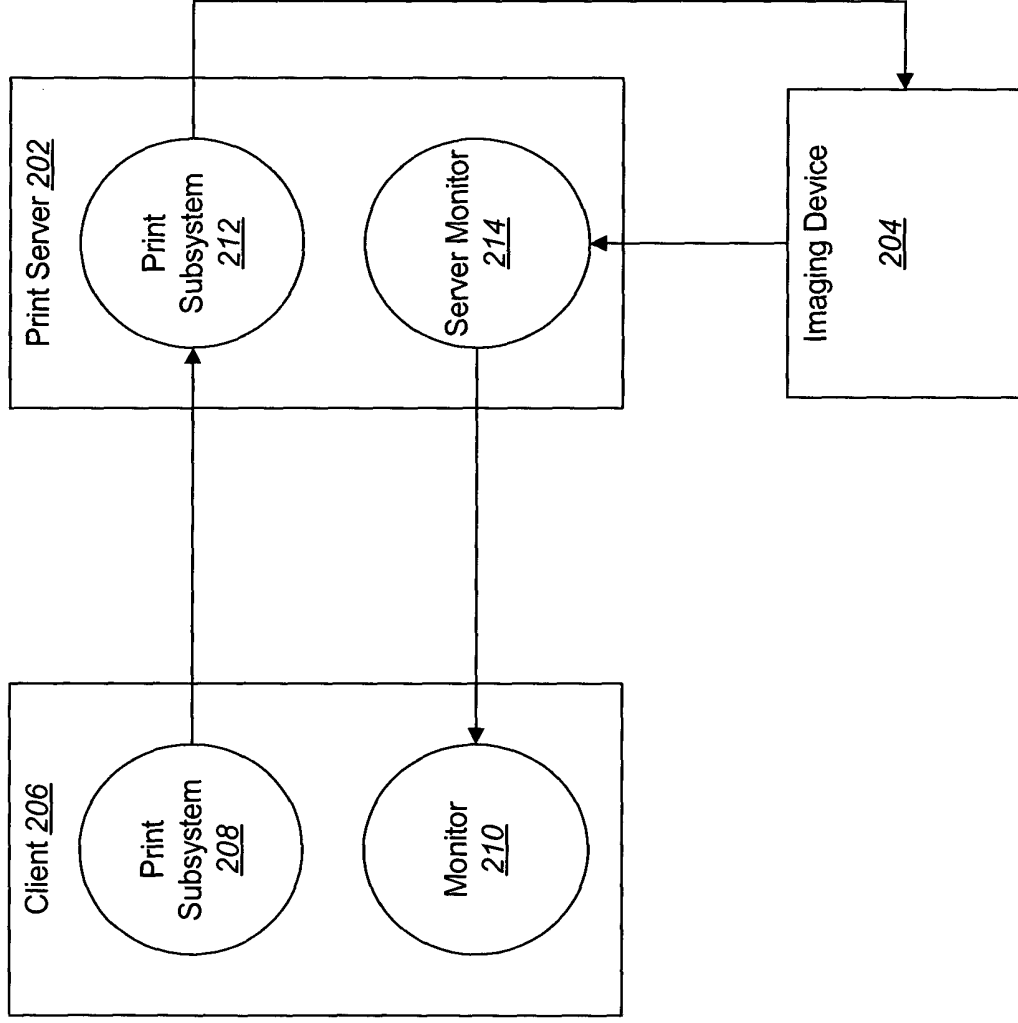 Client 206
Print
Subsystem
208
Monitor
210
Print Server 202
Print
Subsystem
212
Server Monitor
214
Imaging Device
204